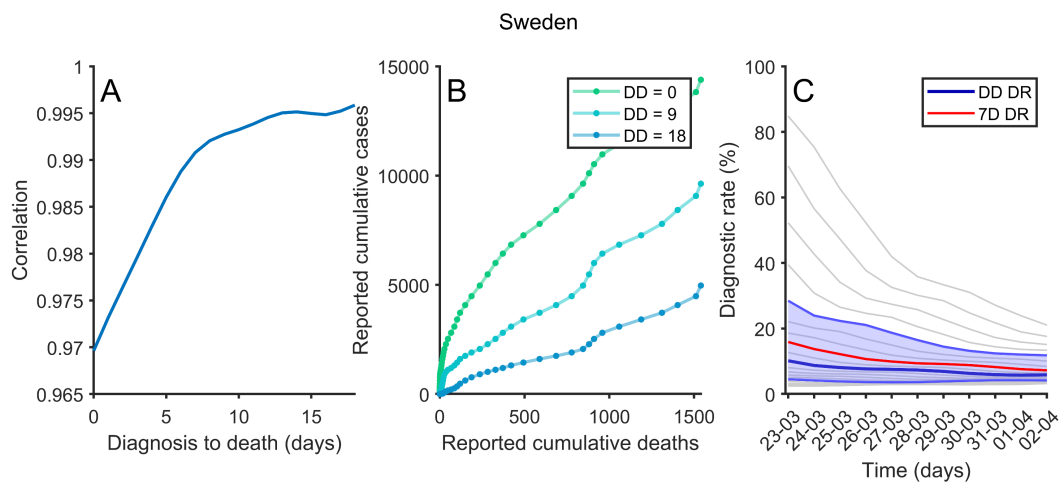 Sweden
A
1
0.995
0.99
0.985
0.98
0.975
0.97
0.965
0
5
10
15
Correlation
Diagnosis to death (days)
B
DD = 0
DD = 9
DD = 18
15000
10000
5000
0
0
500
1000
1500
Reported cumulative cases
Reported cumulative deaths
C
DD DR
7D DR
100
80
60
40
20
0
23-03
24-03
25-03
26-03
27-03
28-03
29-03
30-03
31-03
01-04
02-04
Diagnostic rate (%)
Time (days)